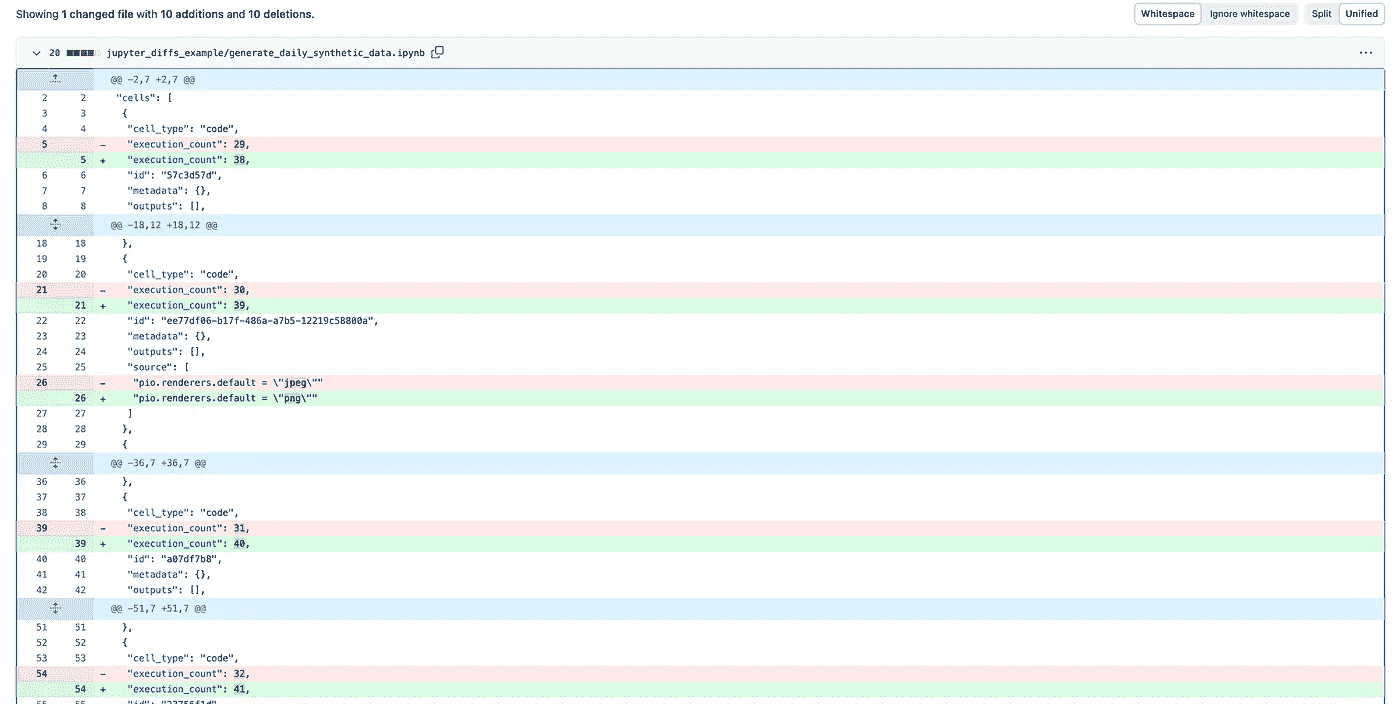 Showing 1 changed file with 10 additions and 10 deletions.
Whitespace Ignore whitespace Split Unified
20 jupyter_diffs_example/generate_daily_synthetic_data.ipynb
@@ -2,7 +2,7 @@
2 2 "cells": [
3 3 {
4 4 "cell_type": "code",
5 - "execution_count": 29,
5 + "execution_count": 38,
6 6 "id": "57c3d57d",
7 7 "metadata": {},
8 8 "outputs": [],
@@ -18,12 +18,12 @@
18 18 },
19 19 {
20 20 "cell_type": "code",
21 - "execution_count": 30,
21 + "execution_count": 39,
22 22 "id": "ee77df06-b17f-486a-a7b5-12219c58800a",
23 23 "metadata": {},
24 24 "outputs": [],
25 25 "source": [
26 - "pio.renderers.default = \"jpeg\""
26 + "pio.renderers.default = \"png\""
27 27 ]
28 28 },
29 29 {
@@ -36,7 +36,7 @@
36 36 },
37 37 {
38 38 "cell_type": "code",
39 - "execution_count": 31,
39 + "execution_count": 40,
40 40 "id": "a07df7b8",
41 41 "metadata": {},
42 42 "outputs": [],
@@ -51,7 +51,7 @@
51 51 },
52 52 {
53 53 "cell_type": "code",
54 - "execution_count": 32,
54 + "execution_count": 41,
55 55 "id":